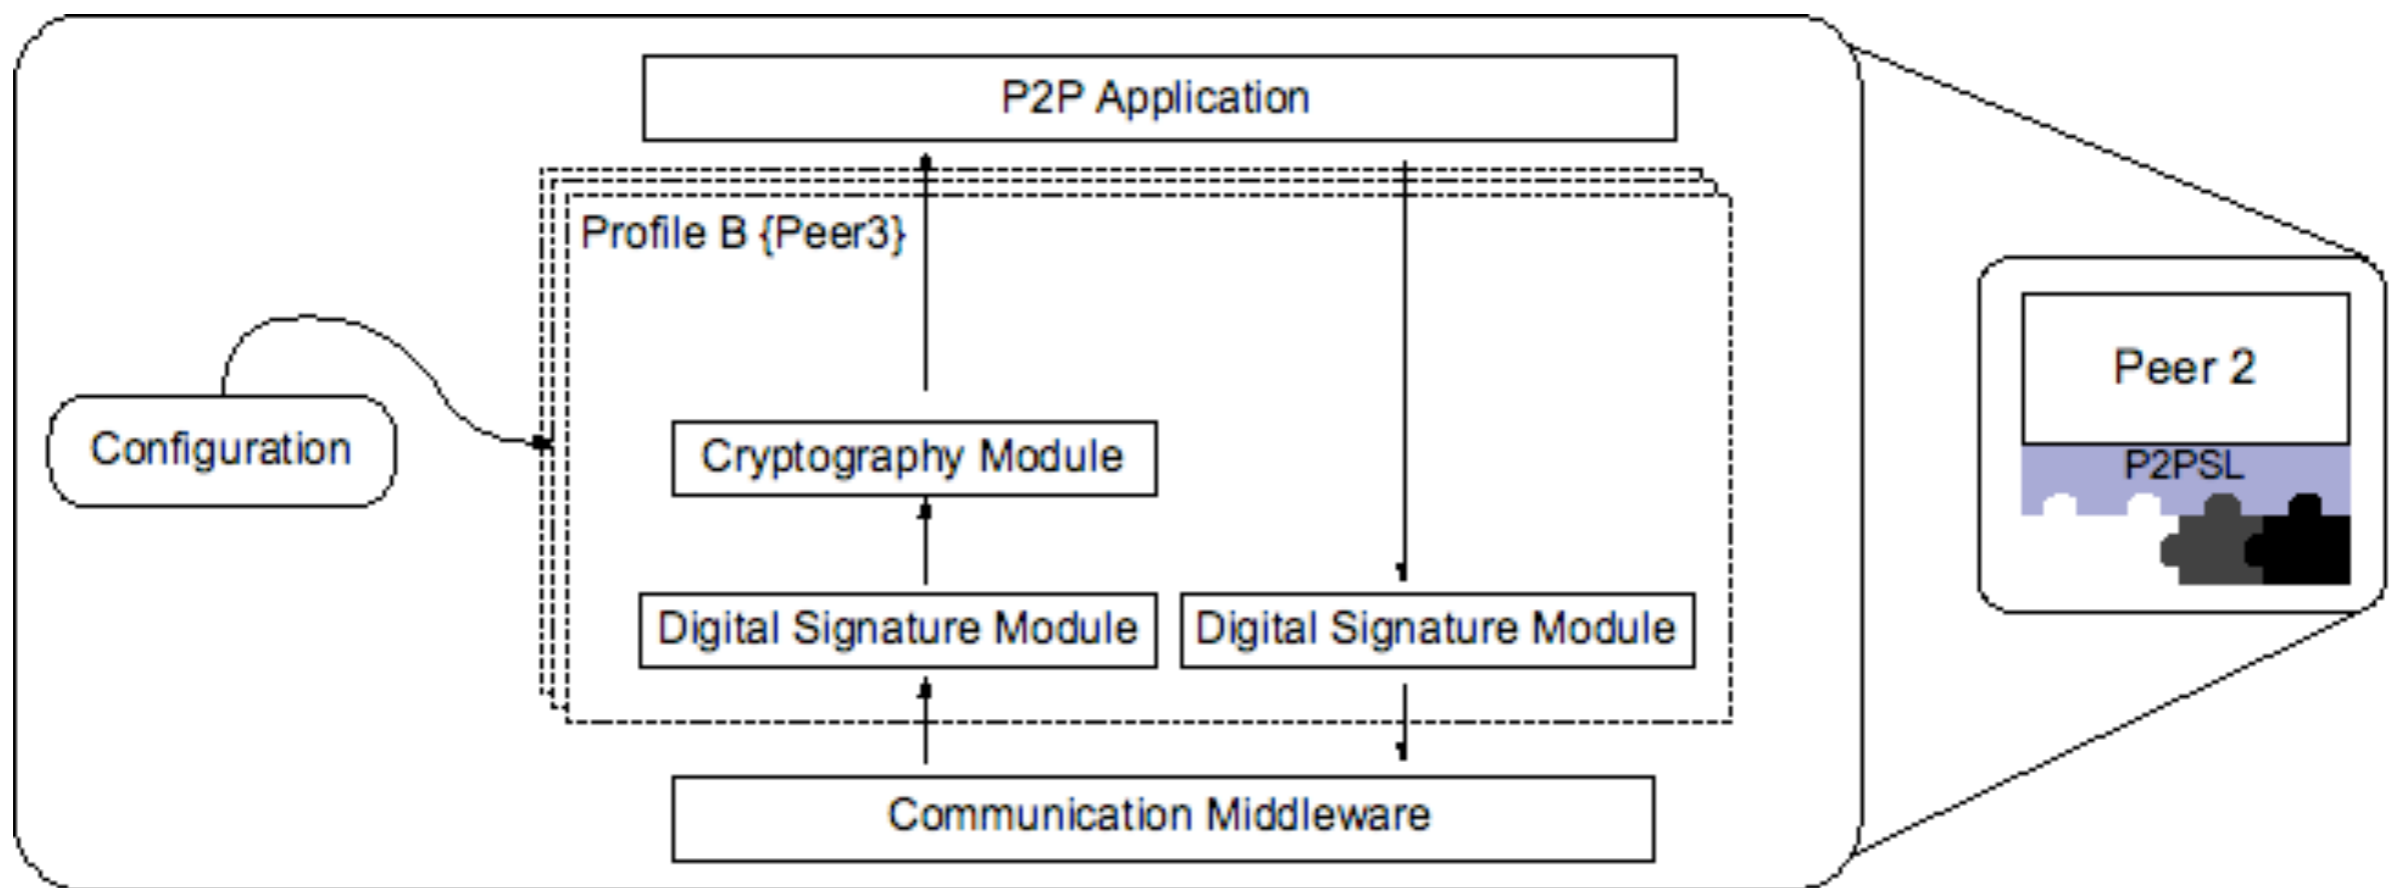 P2P Application
Profile B {Peer3}
Configuration
Cryptography Module
Digital Signature Module
Digital Signature Module
Communication Middleware
Peer 2
P2PSL